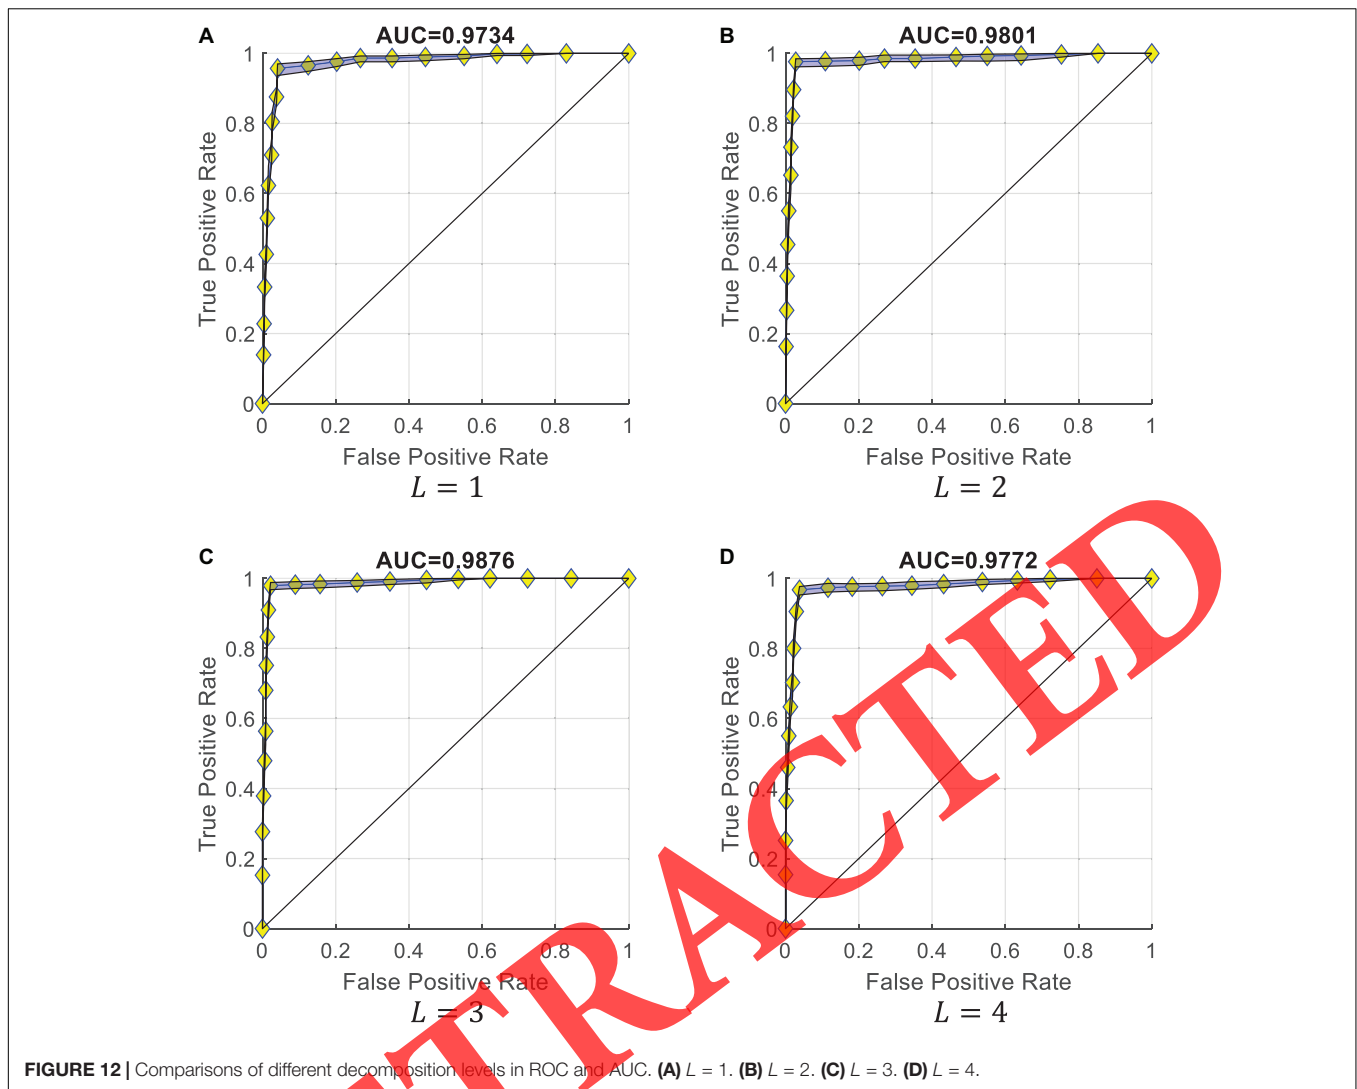 A
AUC=0.9734
1
0.8
0.6
0.4
0.2
0
0 0.2 0.4 0.6 0.8 1
True Positive Rate
False Positive Rate
L = 1
B
AUC=0.9801
1
0.8
0.6
0.4
0.2
0
0 0.2 0.4 0.6 0.8 1
True Positive Rate
False Positive Rate
L = 2
C
AUC=0.9876
1
0.8
0.6
0.4
0.2
0
0 0.2 0.4 0.6 0.8 1
True Positive Rate
False Positive Rate
L = 3
D
AUC=0.9772
1
0.8
0.6
0.4
0.2
0
0 0.2 0.4 0.6 0.8 1
True Positive Rate
False Positive Rate
L = 4
TRACTED
FIGURE 12 | Comparisons of different decomposition levels in ROC and AUC. (A) L = 1. (B) L = 2. (C) L = 3. (D) L = 4.